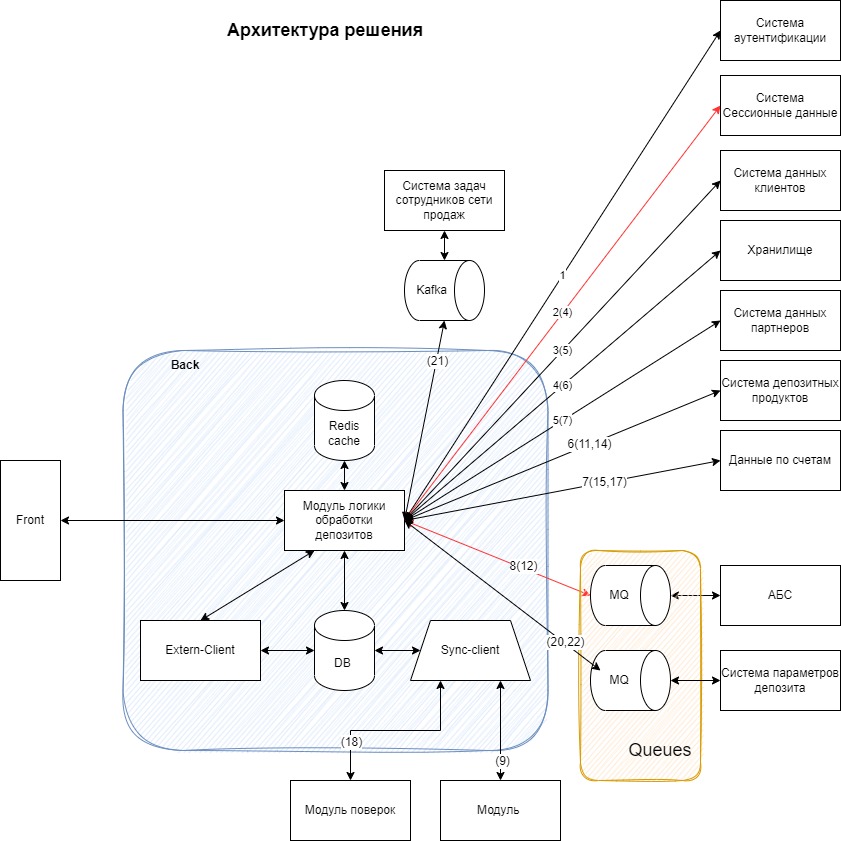 Архитектура решения
Система
аутентификации
Система
Сессионные данные
Система данных
клиентов
Хранилище
Система данных
партнеров
Система депозитных
продуктов
Данные по счетам
Система задач
сотрудников сети
продаж
Kafka
(21)
1
2(4)
3(5)
4(6)
5(7)
6(11,14)
7(15,17)
Back
Redis
cache
Front
Модуль логики
обработки
депозитов
8(12)
(20,22)
MQ
АБС
MQ
Система параметров
депозита
Queues
Extern-Client
DB
Sync-client
(18)
(9)
Модуль поверок
Модуль